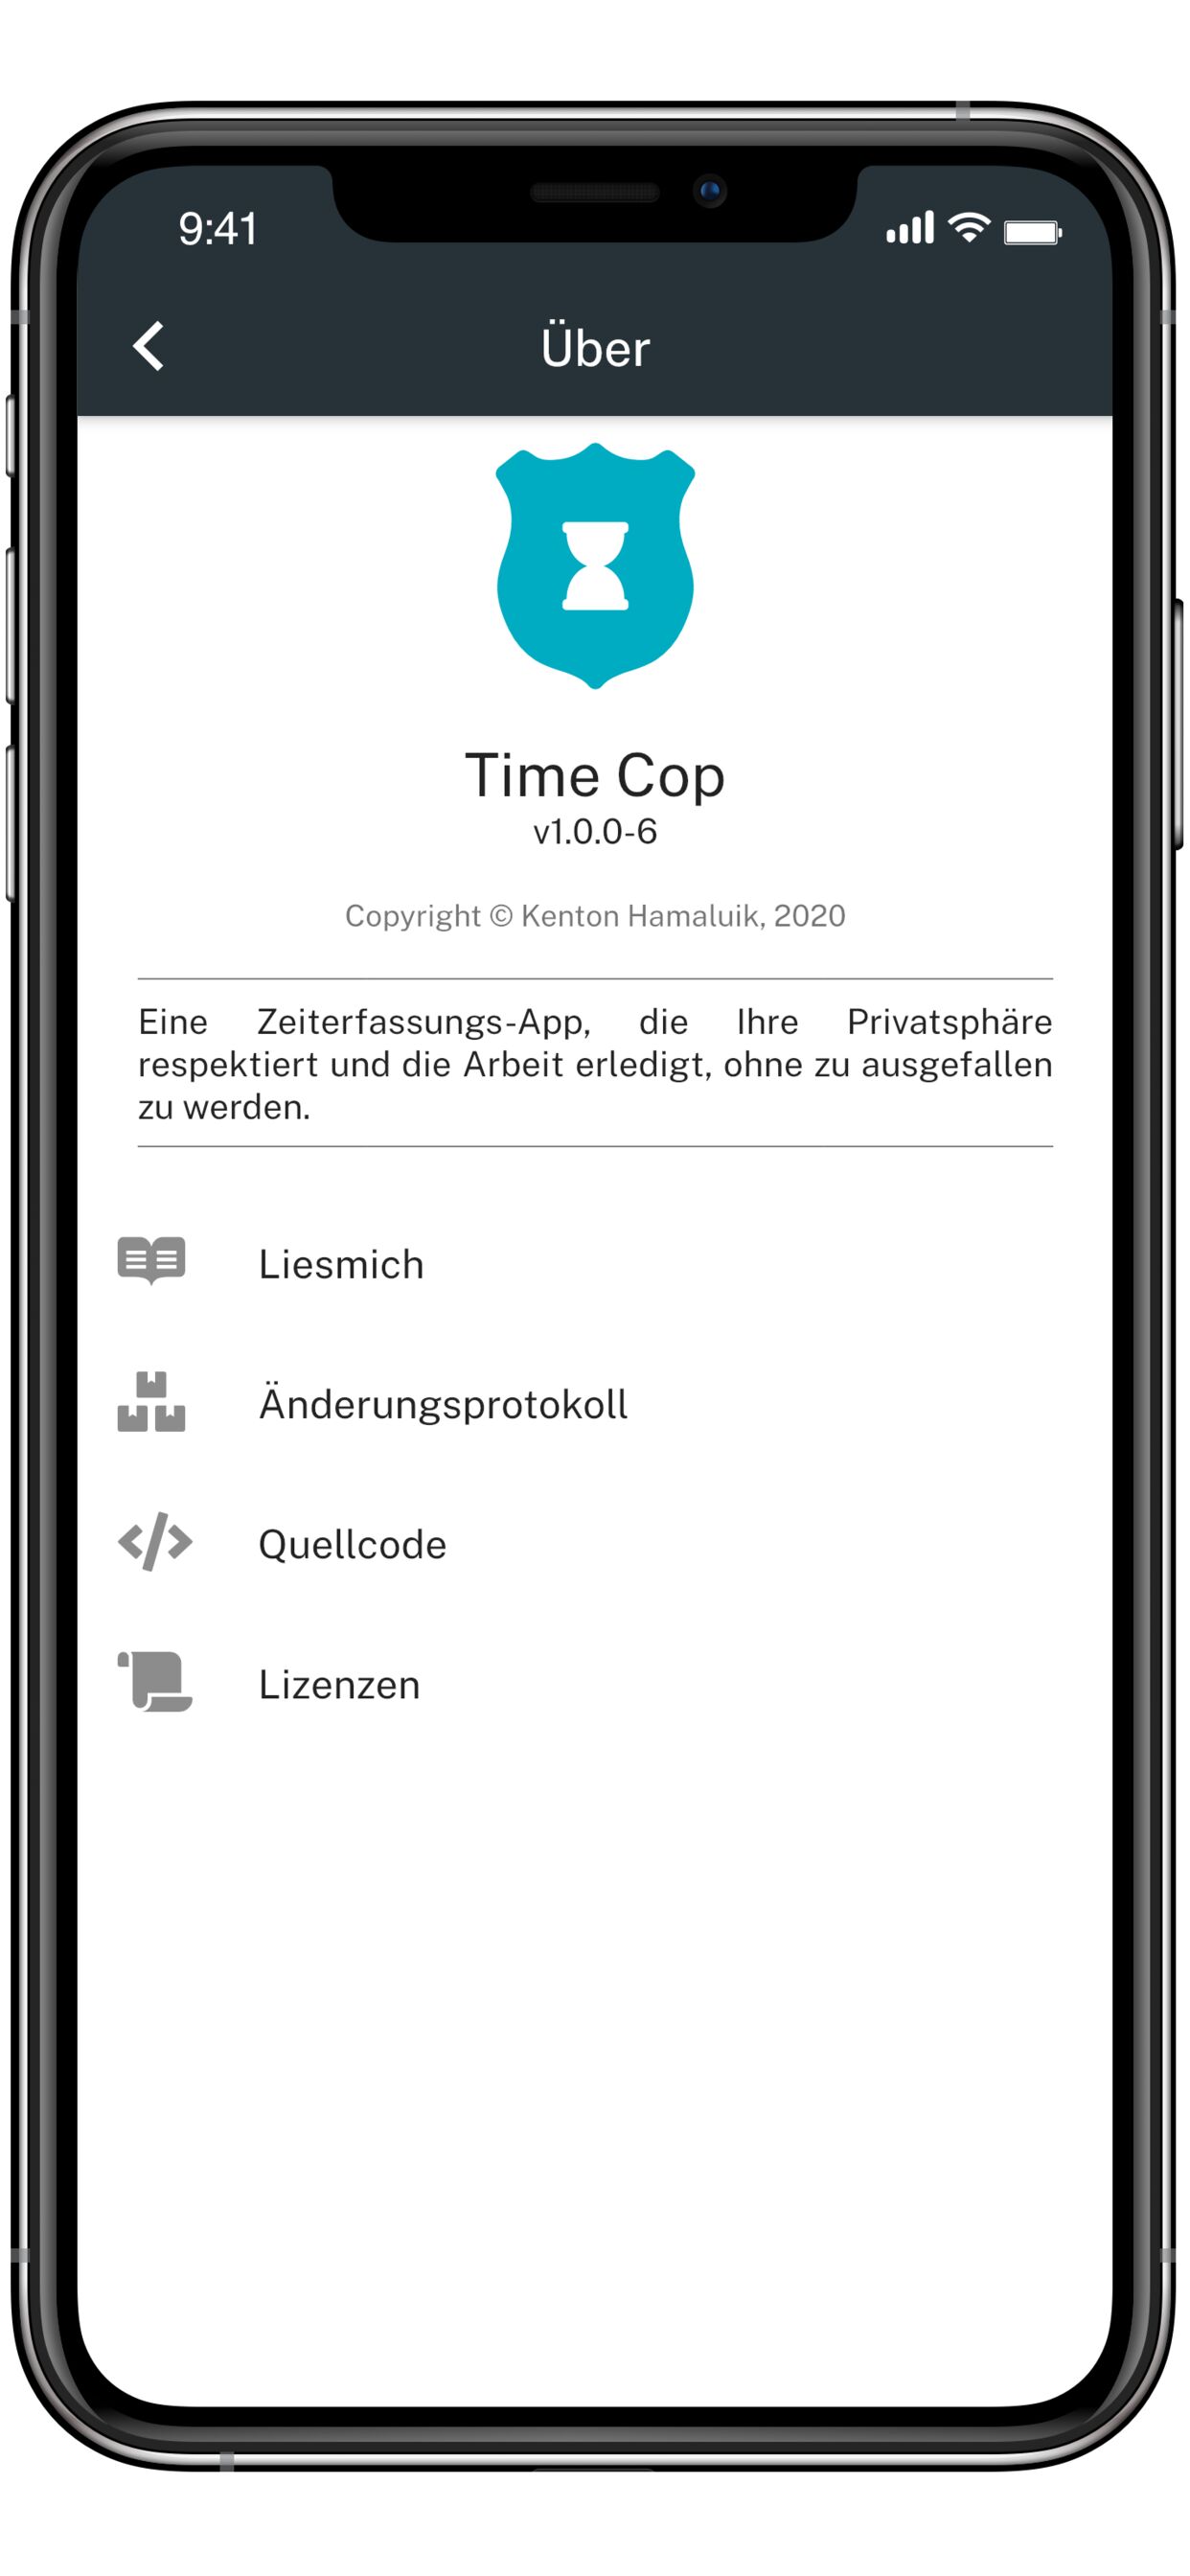 9:41
Über
Time Cop
v1.0.0-6
Copyright © Kenton Hamaluik, 2020
Eine Zeiterfassungs-App, die Ihre Privatsphäre
respektiert und die Arbeit erledigt, ohne zu ausgefallen
zu werden.
Liesmich
Änderungsprotokoll
Quellcode
Lizenzen